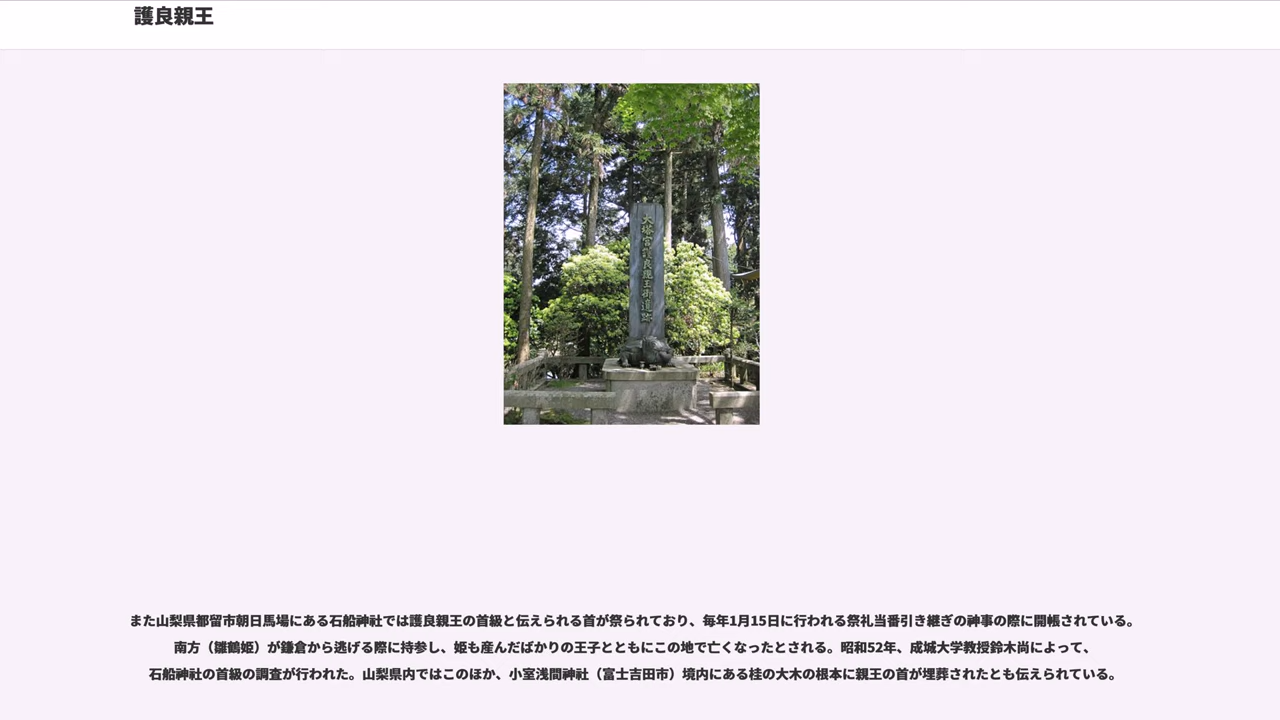 護良親王
大塔宮護良親王御遺跡
また山梨県都留市朝日馬場にある石船神社では護良親王の首級と伝えられる首が祭られており、毎年1月15日に行われる祭礼当番引き継ぎの神事の際に開帳されている。
南方（雛鶴姫）が鎌倉から逃げる際に持参し、姫も産んだばかりの王子とともにこの地で亡くなったとされる。昭和52年、成城大学教授鈴木尚によって、
石船神社の首級の調査が行われた。山梨県内ではこのほか、小室浅間神社（富士吉田市）境内にある桂の大木の根本に親王の首が埋葬されたとも伝えられている。